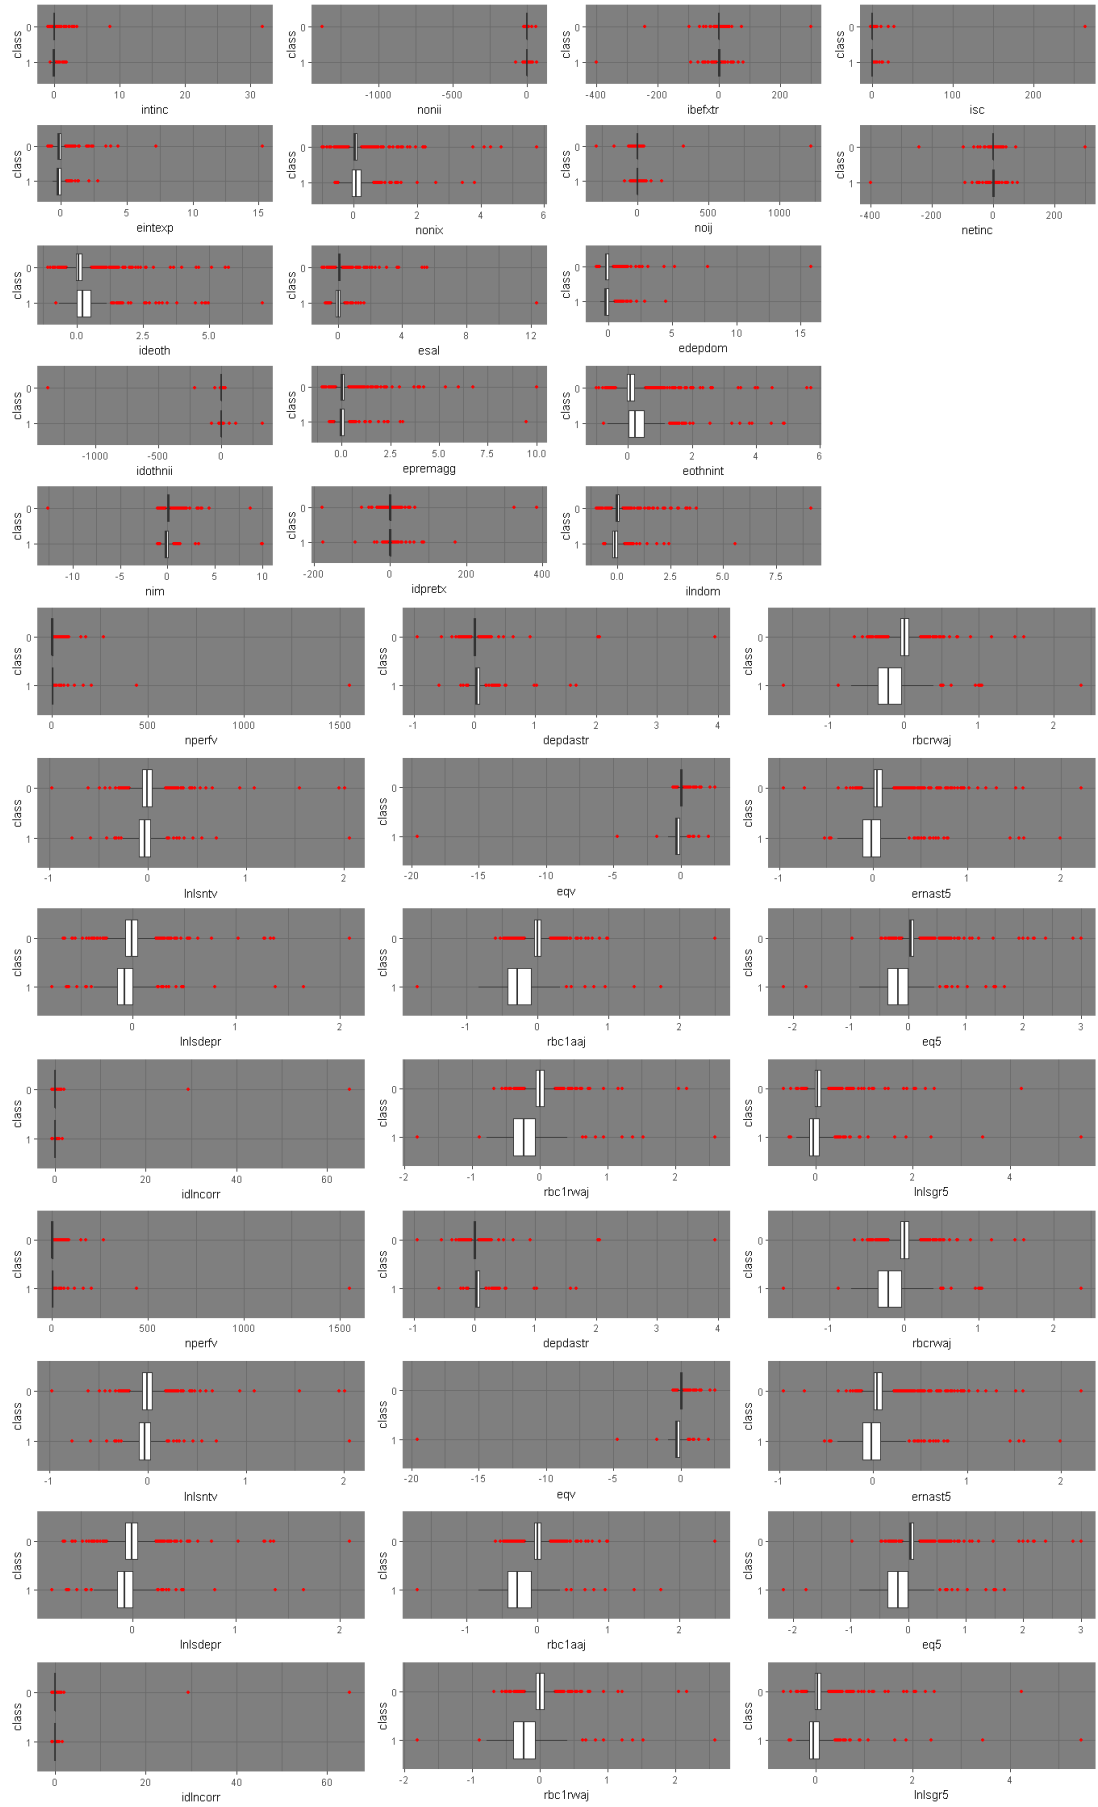 class 0 1 0 10 20 30 intinc
class 0 1 -1000 -500 0 nonii
class 0 1 -400 -200 0 200 ibefxtr
class 0 1 0 100 200 isc
class 0 1 0 5 10 15 eintexp
class 0 1 0 2 4 6 nonix
class 0 1 0 500 1000 noij
class 0 1 -400 -200 0 200 netinc
class 0 1 0.0 2.5 5.0 ideoth
class 0 1 0 4 8 12 esal
class 0 1 0 5 10 15 edepdom
class 0 1 -1000 -500 0 idothnii
class 0 1 0.0 2.5 5.0 7.5 10.0 epremagg
class 0 1 0 2 4 6 eothnint
class 0 1 -10 -5 0 5 10 nim
class 0 1 -200 0 200 400 idpretx
class 0 1 0.0 2.5 5.0 7.5 ilndom
class 0 1 0 500 1000 1500 nperfv
class 0 1 -1 0 1 2 3 4 depdastr
class 0 1 -1 0 1 2 rbcrwaj
class 0 1 -1 0 1 2 lnlsntv
class 0 1 -20 -15 -10 -5 0 eqv
class 0 1 -1 0 1 2 ernast5
class 0 1 0 1 2 lnlsdepr
class 0 1 -1 0 1 2 rbc1aaj
class 0 1 -2 -1 0 1 2 3 eq5
class 0 1 0 20 40 60 idlncorr
class 0 1 -2 -1 0 1 2 rbc1rwaj
class 0 1 0 2 4 lnlsgr5
class 0 1 0 500 1000 1500 nperfv
class 0 1 -1 0 1 2 3 4 depdastr
class 0 1 -1 0 1 2 rbcrwaj
class 0 1 -1 0 1 2 lnlsntv
class 0 1 -20 -15 -10 -5 0 eqv
class 0 1 -1 0 1 2 ernast5
class 0 1 0 1 2 lnlsdepr
class 0 1 -1 0 1 2 rbc1aaj
class 0 1 -2 -1 0 1 2 3 eq5
class 0 1 0 20 40 60 idlncorr
class 0 1 -2 -1 0 1 2 rbc1rwaj
class 0 1 0 2 4 lnlsgr5